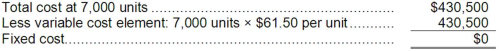 Total cost at 7,000 units ................................................ $430,500
Less variable cost element: 7,000 units × $61.50 per unit........... 430,500
Fixed cost.................................................................... $0